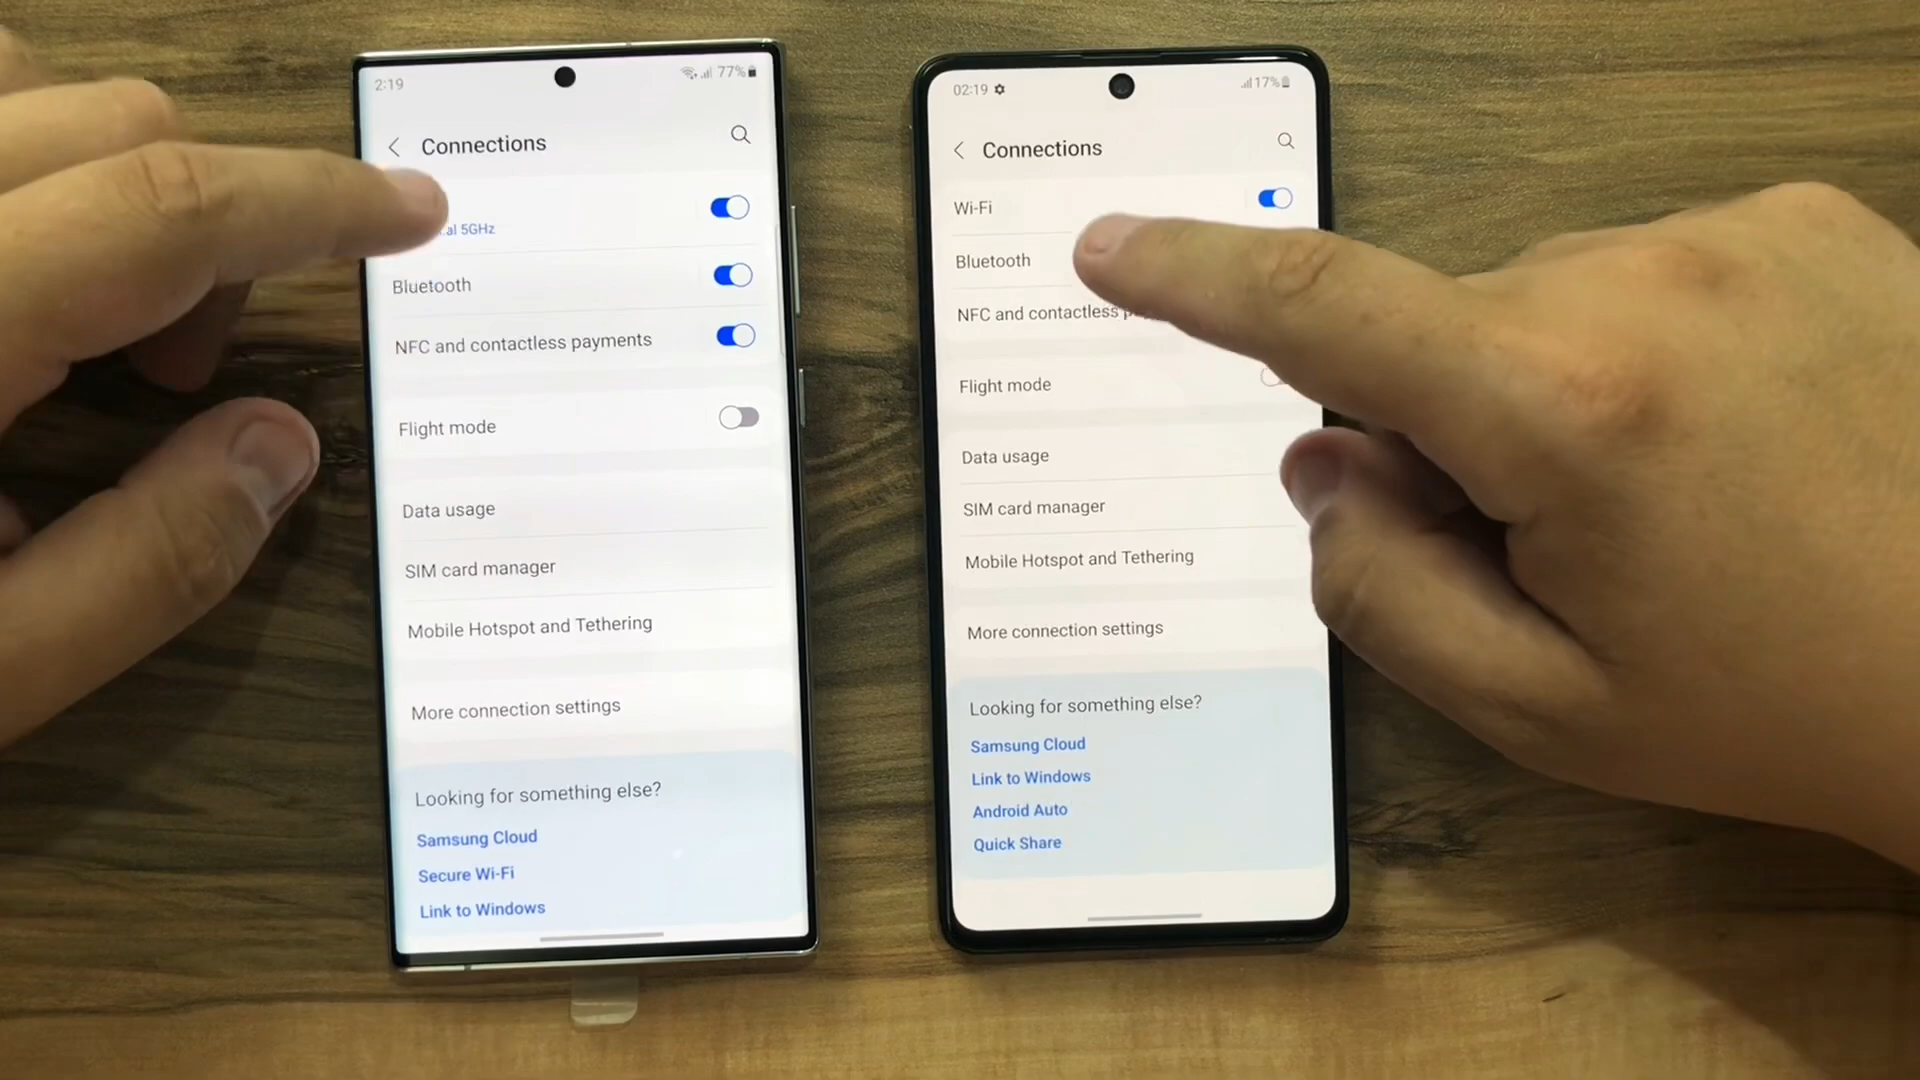 2:19
77%
Connections
5GHz
Bluetooth
NFC and contactless payments
Flight mode
Data usage
SIM card manager
Mobile Hotspot and Tethering
More connection settings
Looking for something else?
Samsung Cloud
Secure Wi-Fi
Link to Windows
02:19
17%
Connections
Wi-Fi
Bluetooth
NFC and contactless
Flight mode
Data usage
SIM card manager
Mobile Hotspot and Tethering
More connection settings
Looking for something else?
Samsung Cloud
Link to Windows
Android Auto
Quick Share